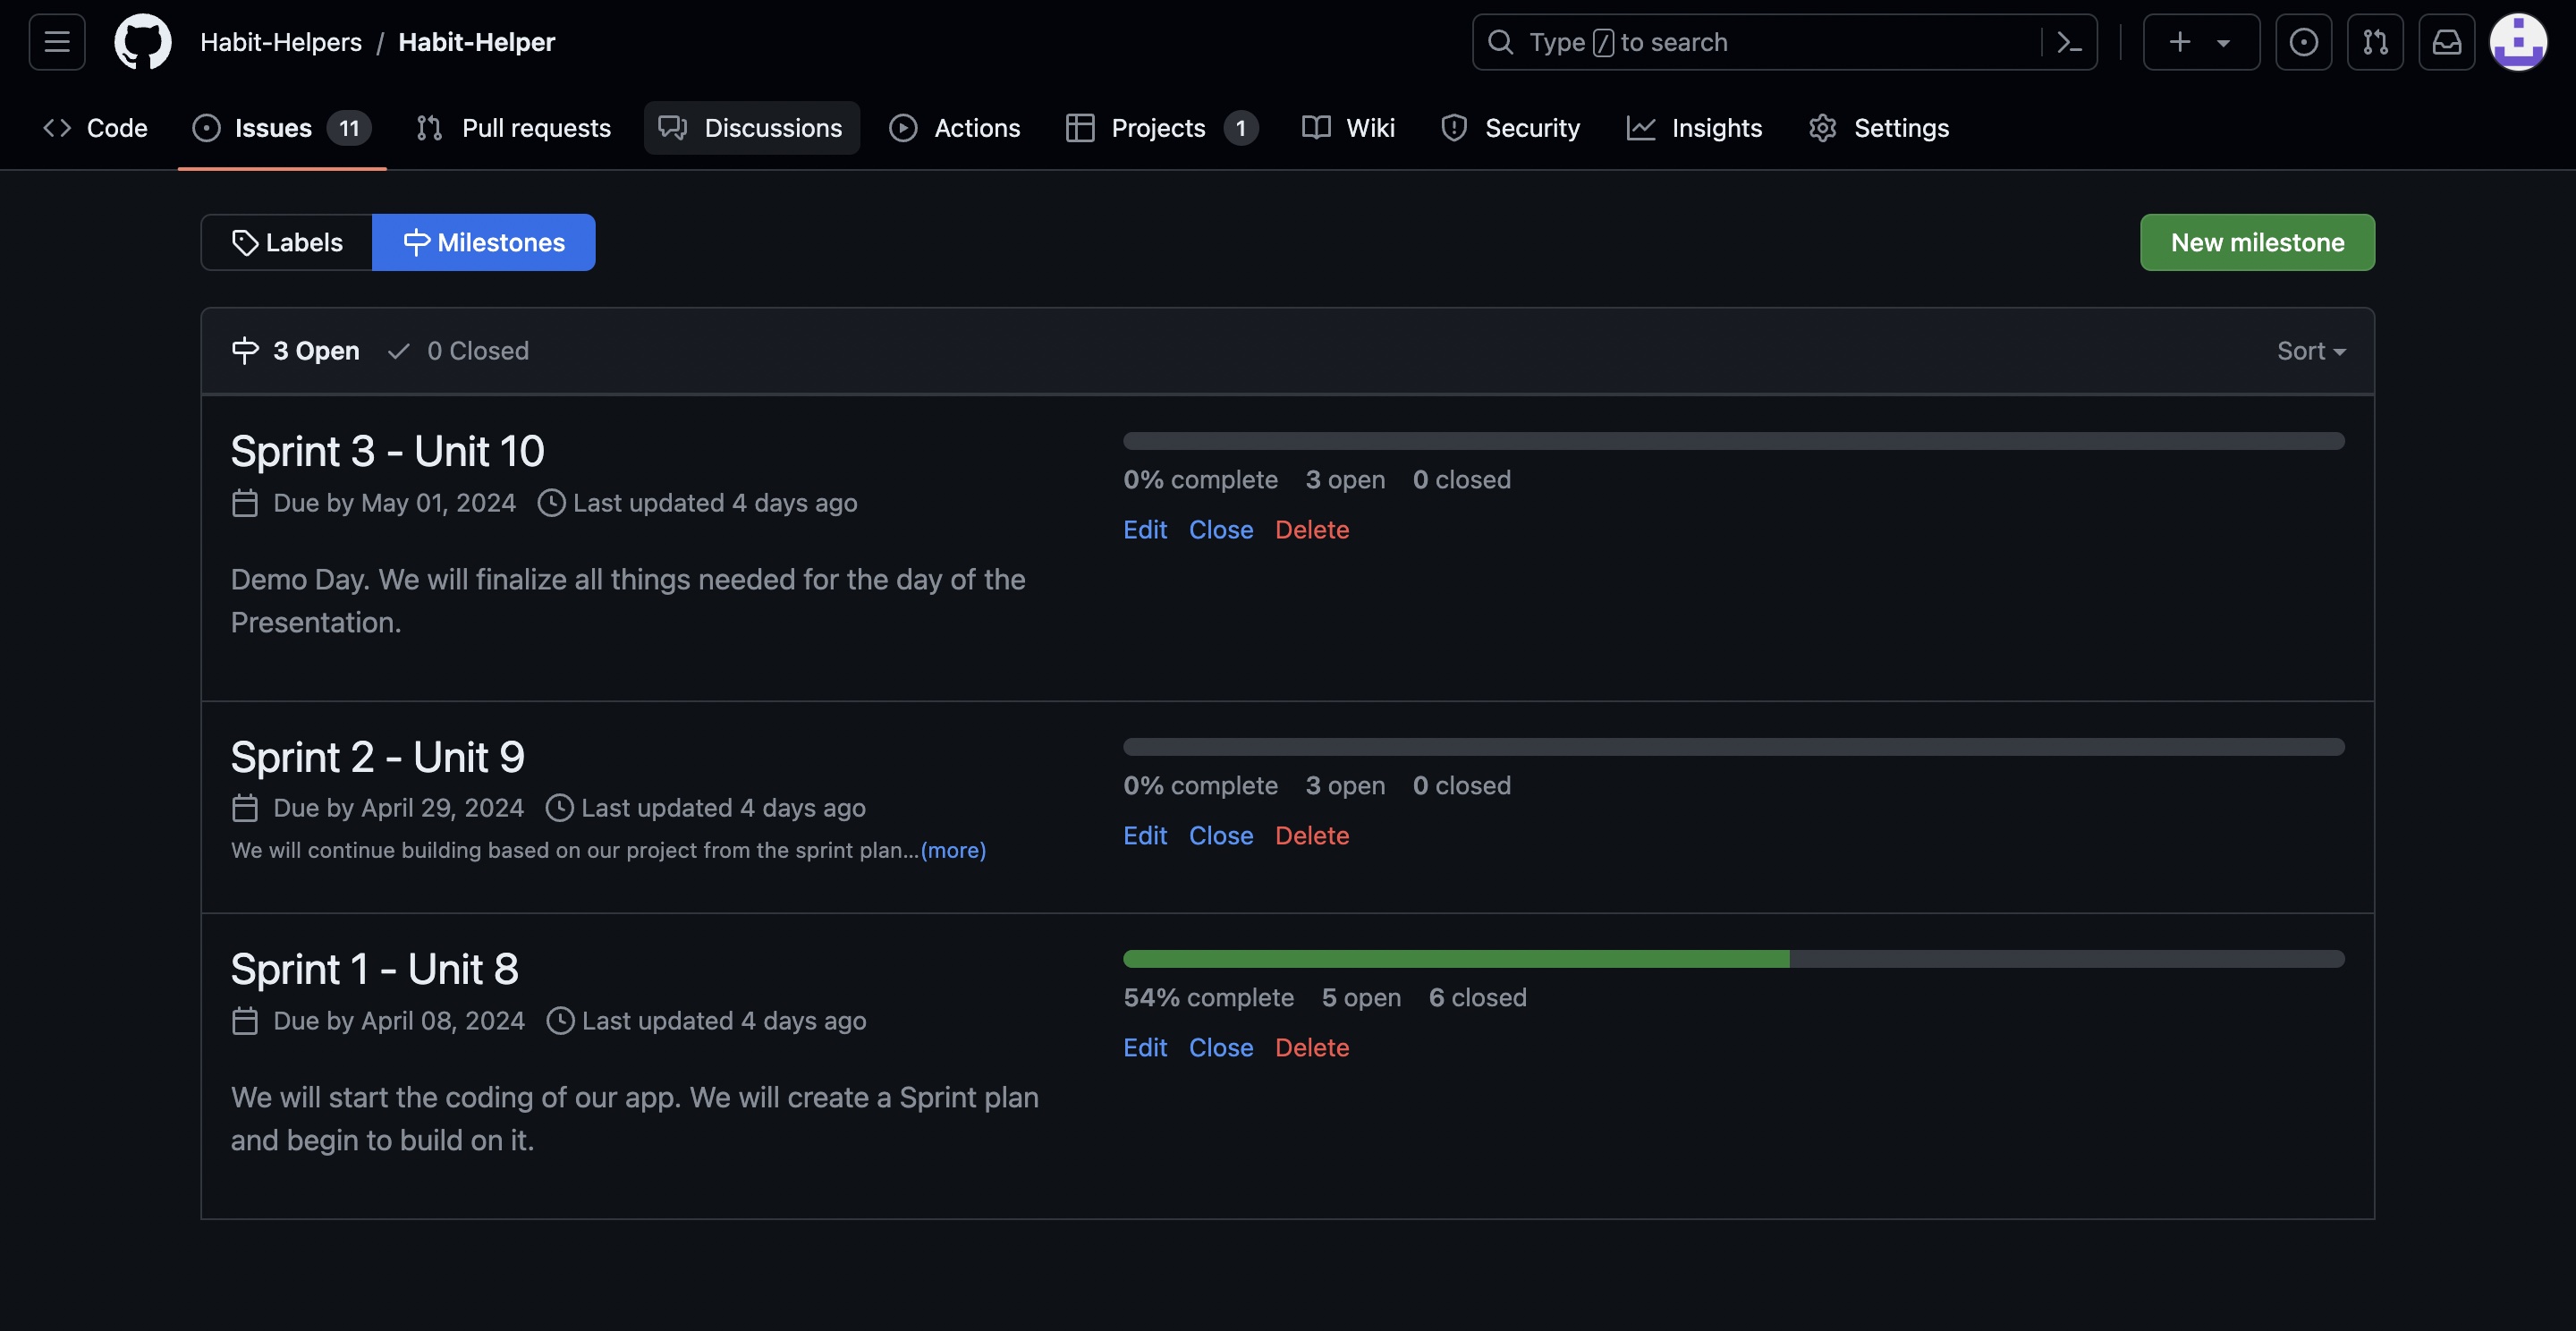 Habit-Helpers / Habit-Helper
Type / to search
Code Issues 11 Pull requests Discussions Actions Projects 1 Wiki Security Insights Settings
Labels Milestones New milestone
3 Open 0 Closed Sort
Sprint 3 - Unit 10
Due by May 01, 2024 Last updated 4 days ago
Demo Day. We will finalize all things needed for the day of the
Presentation.
0% complete 3 open 0 closed
Edit Close Delete
Sprint 2 - Unit 9
Due by April 29, 2024 Last updated 4 days ago
We will continue building based on our project from the sprint plan...(more)
0% complete 3 open 0 closed
Edit Close Delete
Sprint 1 - Unit 8
Due by April 08, 2024 Last updated 4 days ago
We will start the coding of our app. We will create a Sprint plan
and begin to build on it.
54% complete 5 open 6 closed
Edit Close Delete